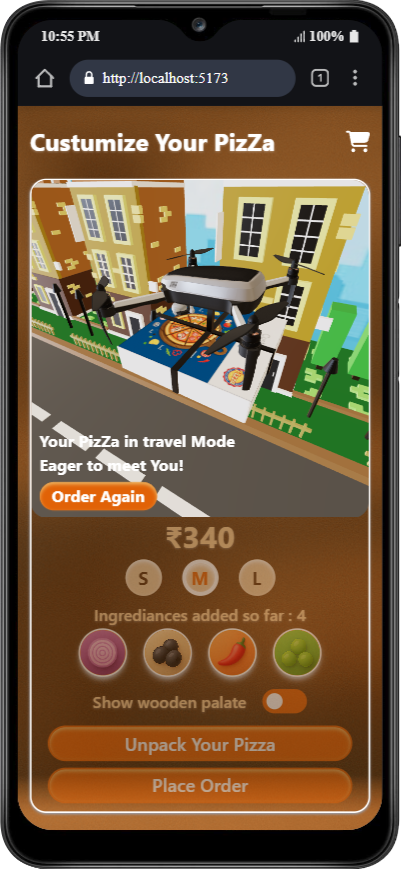 10:55 PM
100%
http://localhost:5173
1
Custumize Your PizZa
Your PizZa in travel Mode
Eager to meet You!
Order Again
₹340
S
M
L
Ingrediances added so far : 4
Show wooden palate
Unpack Your Pizza
Place Order